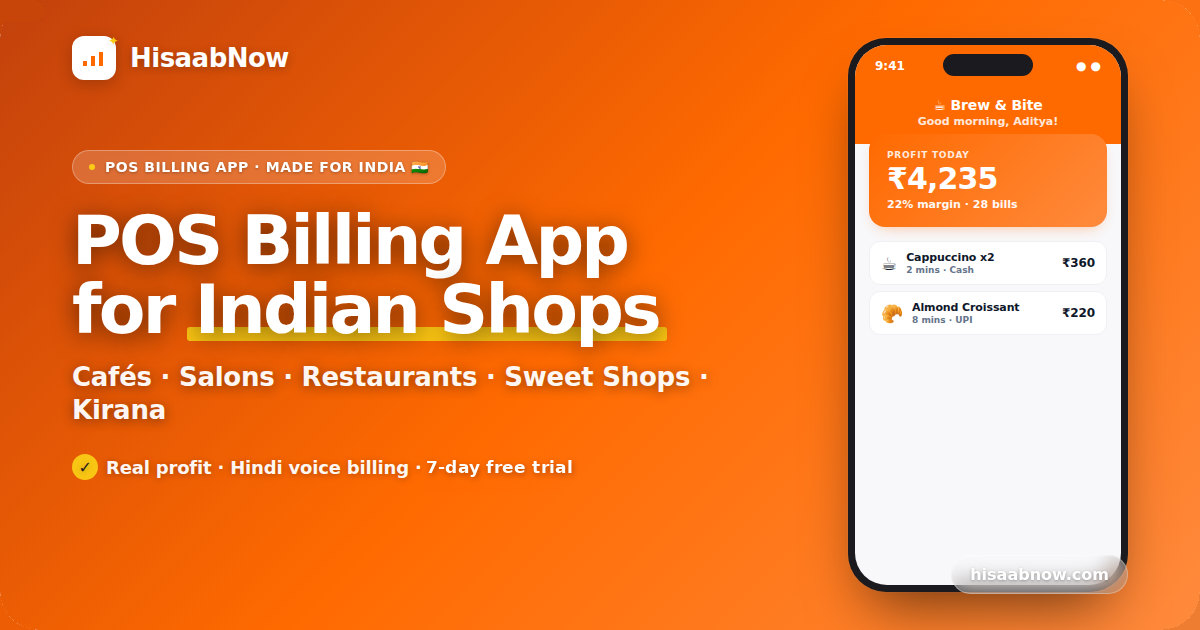 HisaabNow
POS BILLING APP · MADE FOR INDIA 🇮🇳
POS Billing App
for Indian Shops
Cafés · Salons · Restaurants · Sweet Shops ·
Kirana
✓ Real profit · Hindi voice billing · 7-day free trial
9:41
☕ Brew & Bite
Good morning, Aditya!
PROFIT TODAY
₹4,235
22% margin · 28 bills
Cappuccino x2
2 mins · Cash
₹360
Almond Croissant
8 mins · UPI
₹220
hisaabnow.com